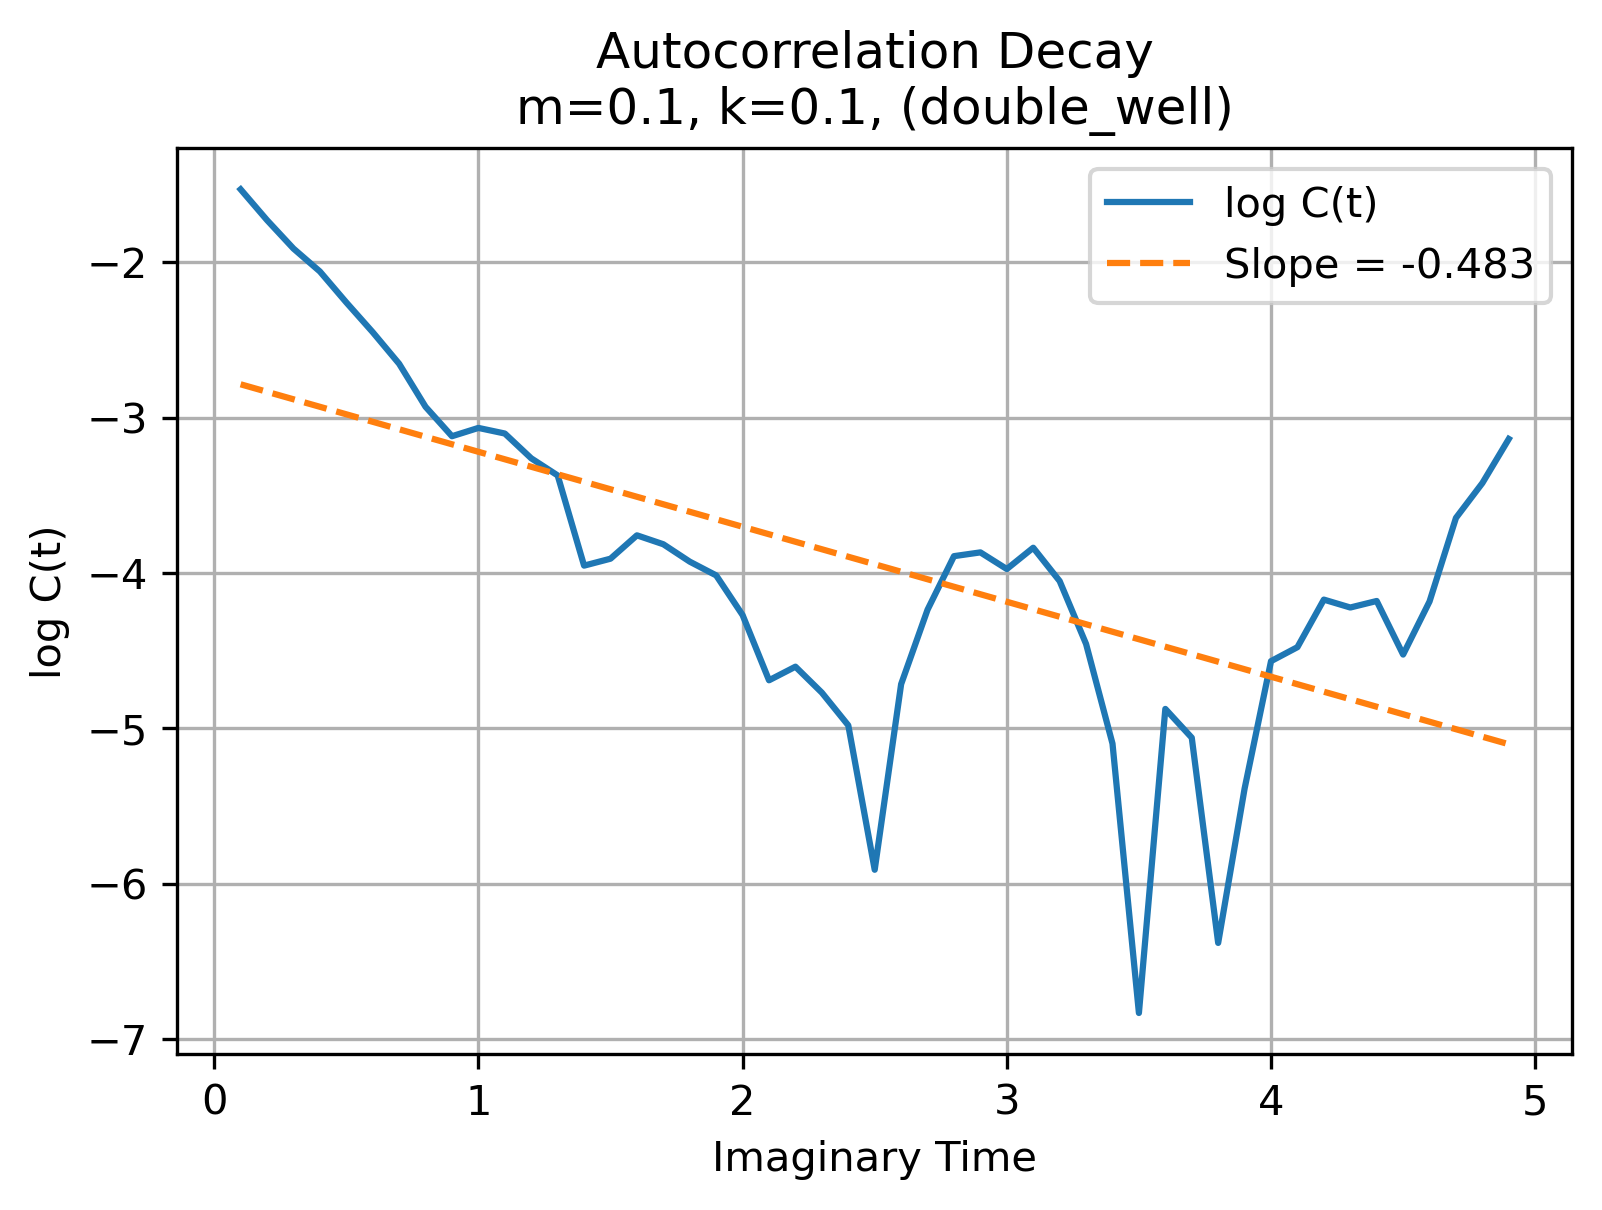 Autocorrelation Decay
m=0.1, k=0.1, (double_well)
log C(t)
Slope = -0.483
log C(t)
−2
−3
−4
−5
−6
−7
0 1 2 3 4 5
Imaginary Time